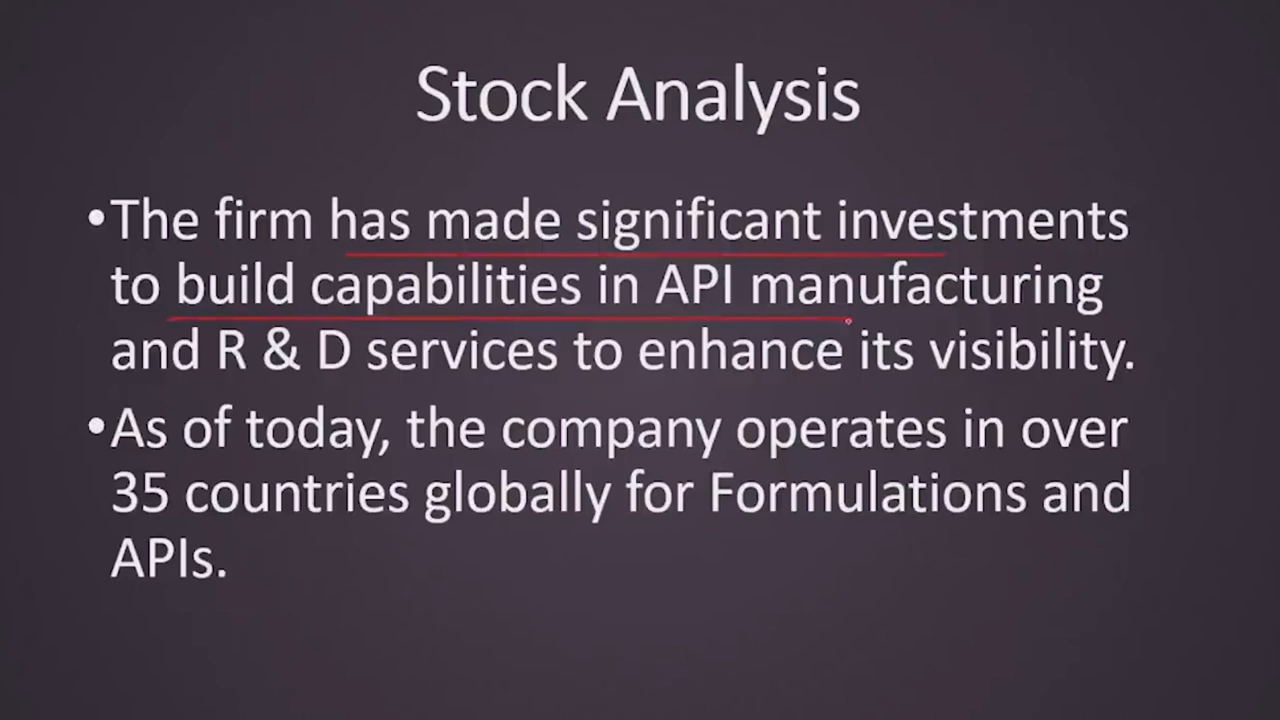 Stock Analysis
•The firm has made significant investments
to build capabilities in API manufacturing
and R & D services to enhance its visibility.
•As of today, the company operates in over
35 countries globally for Formulations and
APIs.